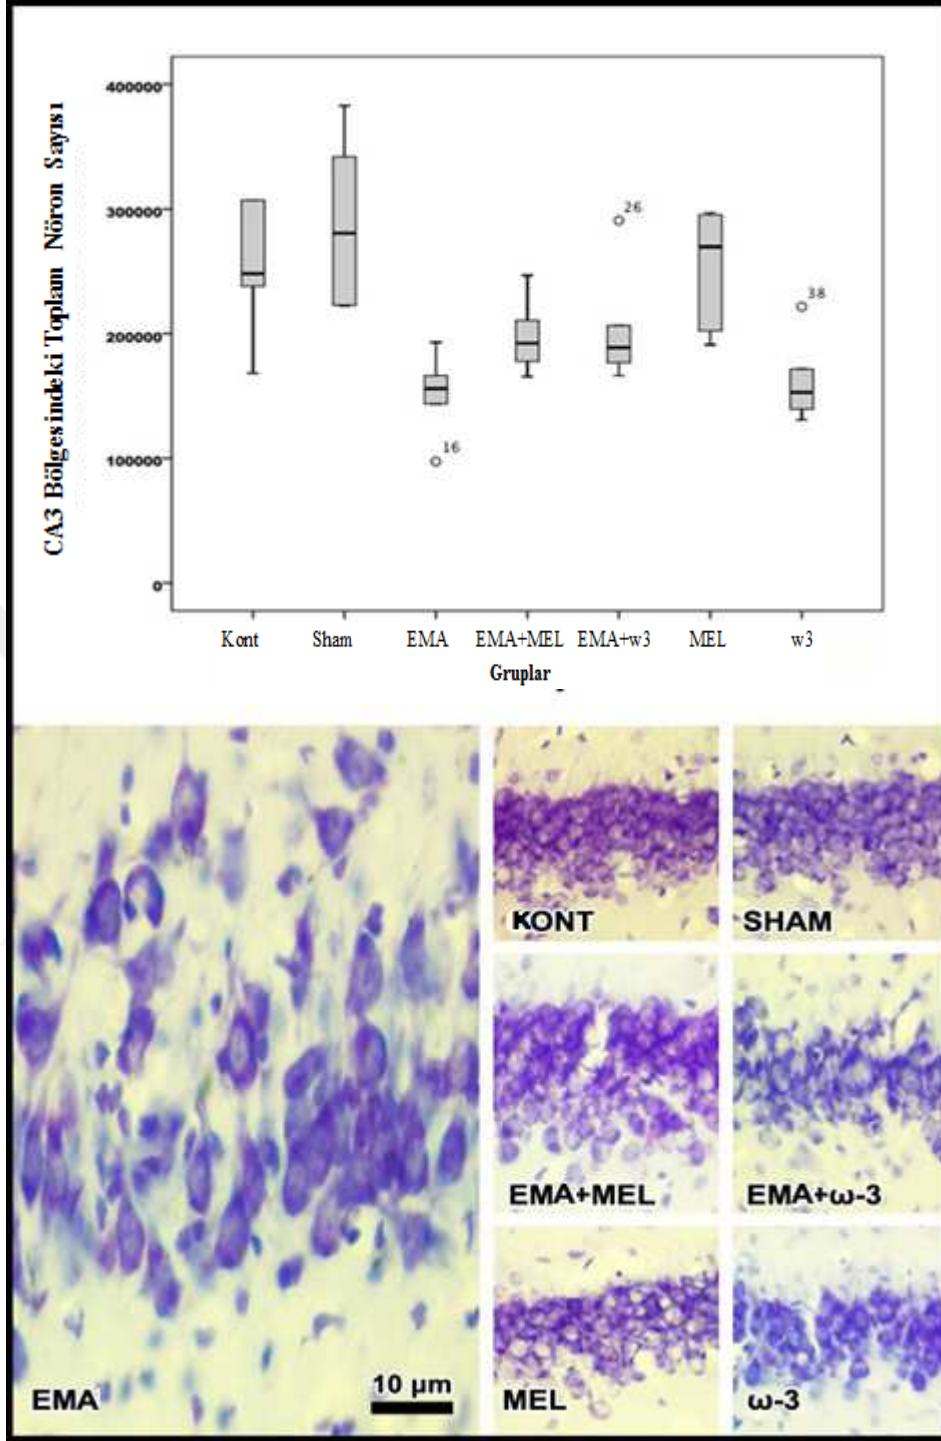 CA3 Bölgesindeki Toplam Nöron Sayısı
400000
300000
200000
100000
0
26
38
16
Kont Sham EMA EMA+MEL EMA+w3 MEL w3
Gruplar
KONT
SHAM
EMA+MEL
EMA+ω-3
EMA
10 µm
MEL
ω-3